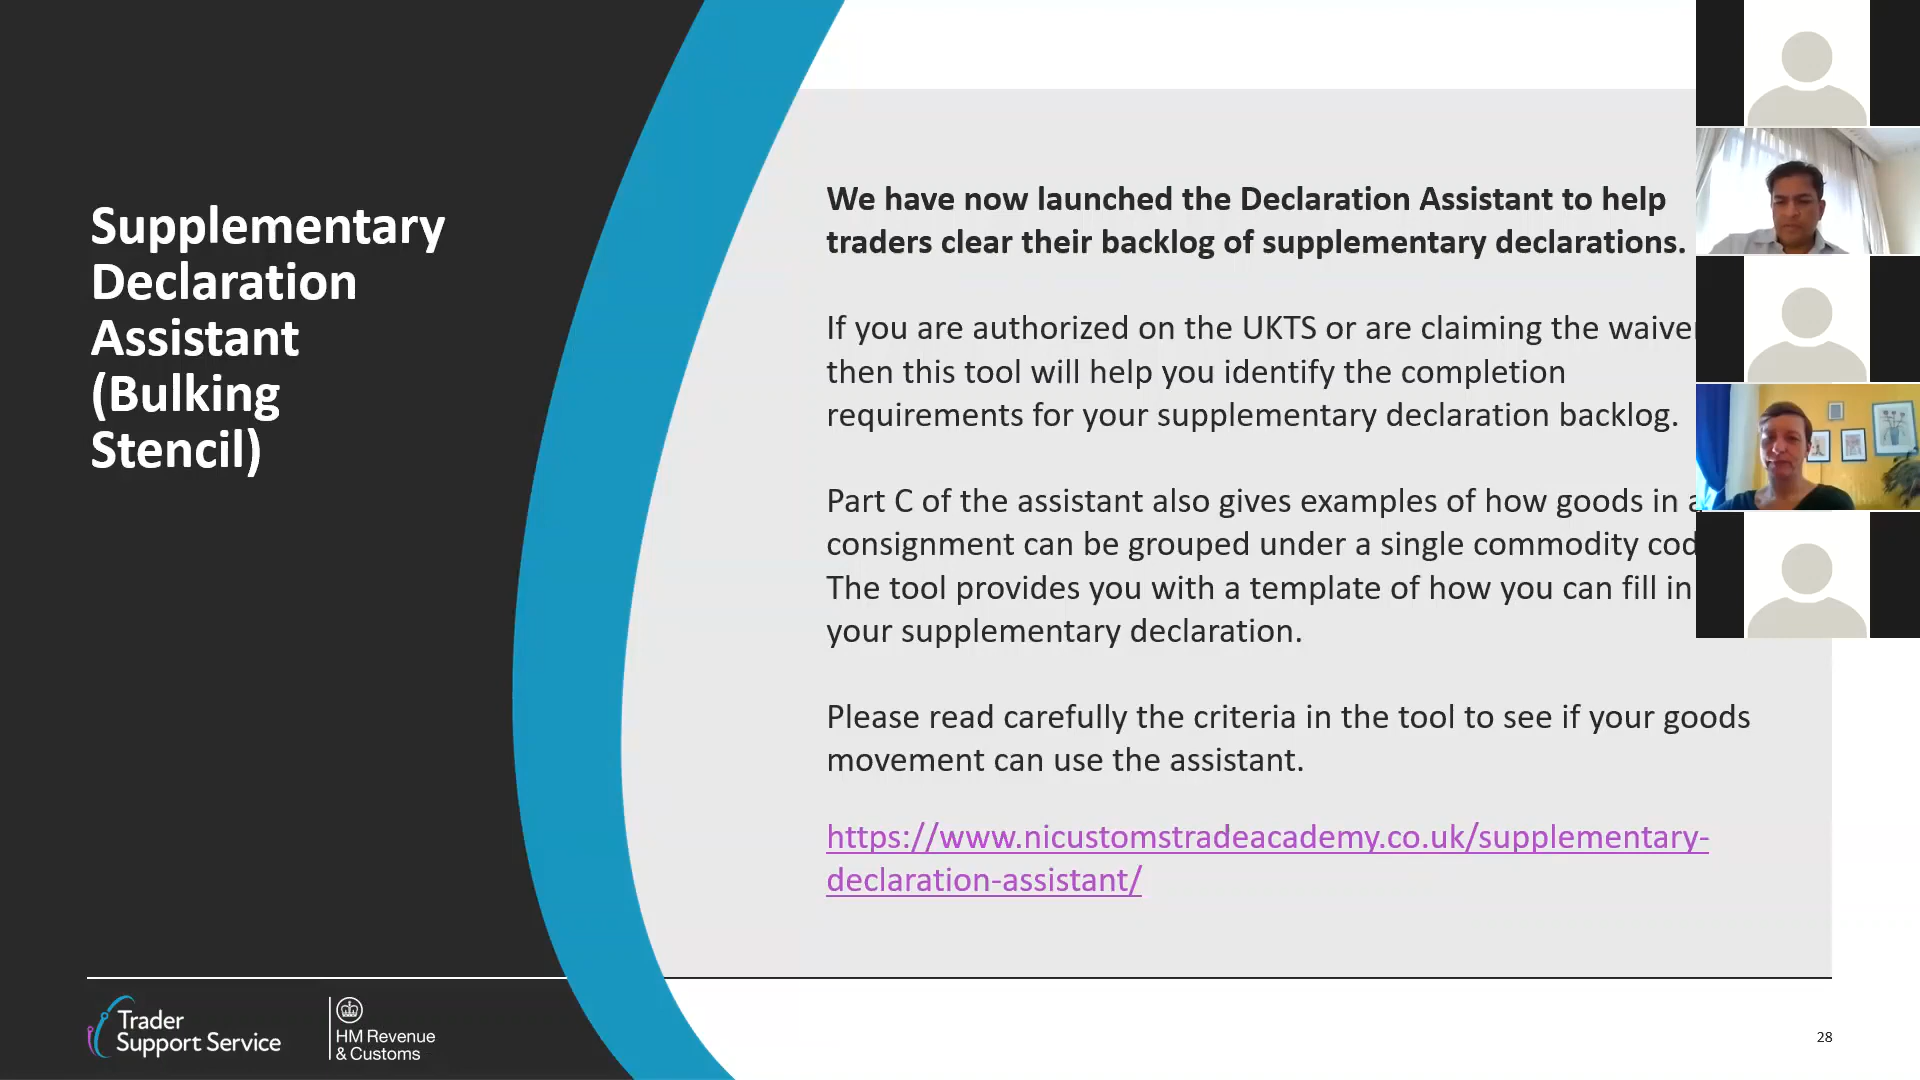 Supplementary
Declaration
Assistant
(Bulking
Stencil)
We have now launched the Declaration Assistant to help
traders clear their backlog of supplementary declarations.
If you are authorized on the UKTS or are claiming the waiver
then this tool will help you identify the completion
requirements for your supplementary declaration backlog.
Part C of the assistant also gives examples of how goods in a
consignment can be grouped under a single commodity cod
The tool provides you with a template of how you can fill in
your supplementary declaration.
Please read carefully the criteria in the tool to see if your goods
movement can use the assistant.
https://www.nicustomstradeacademy.co.uk/supplementary-
declaration-assistant/
Trader
Support Service
HM Revenue
& Customs
28